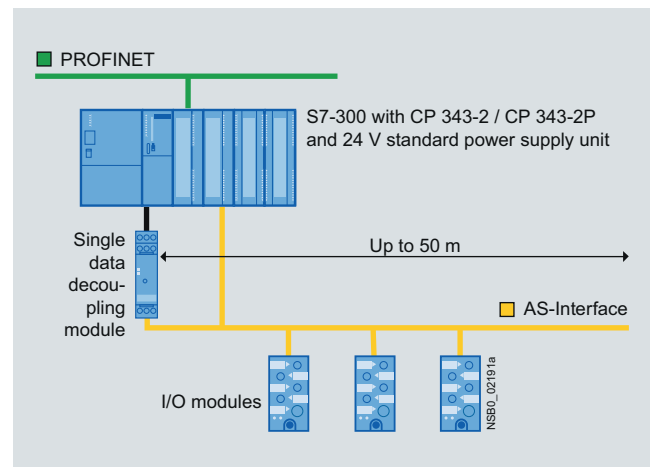 PROFINET
S7-300 with CP 343-2 / CP 343-2P
and 24 V standard power supply unit
Single
data
decou-
pling
module
Up to 50 m
AS-Interface
I/O modules
NSB0_02191a